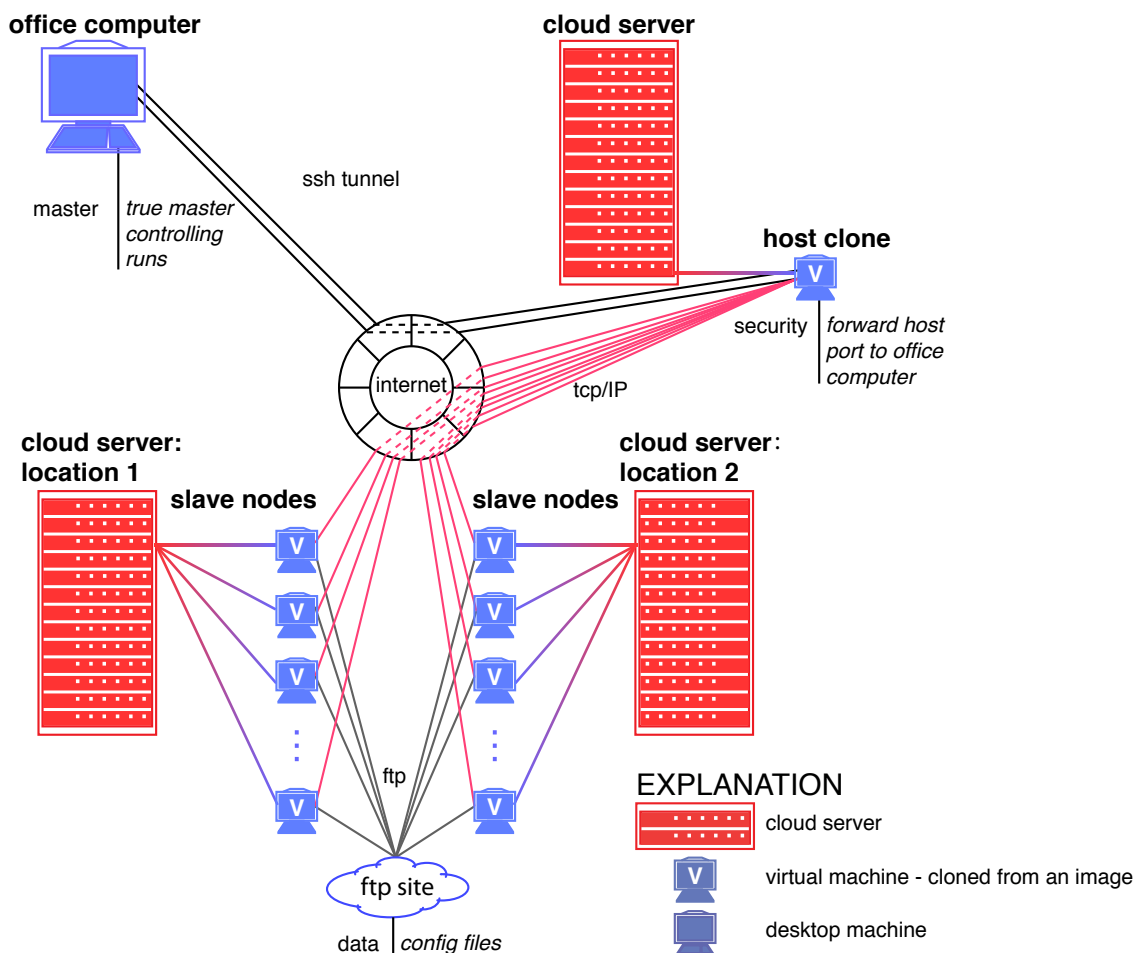 office computer
cloud server
ssh tunnel
master
true master
controlling
runs
host clone
V
security
forward host
port to office
computer
internet
tcp/IP
cloud server:
location 1
slave nodes
slave nodes
cloud server:
location 2
V
V
V
V
V
V
V
V
ftp
ftp site
data
config files
EXPLANATION
cloud server
V
virtual machine - cloned from an image
desktop machine